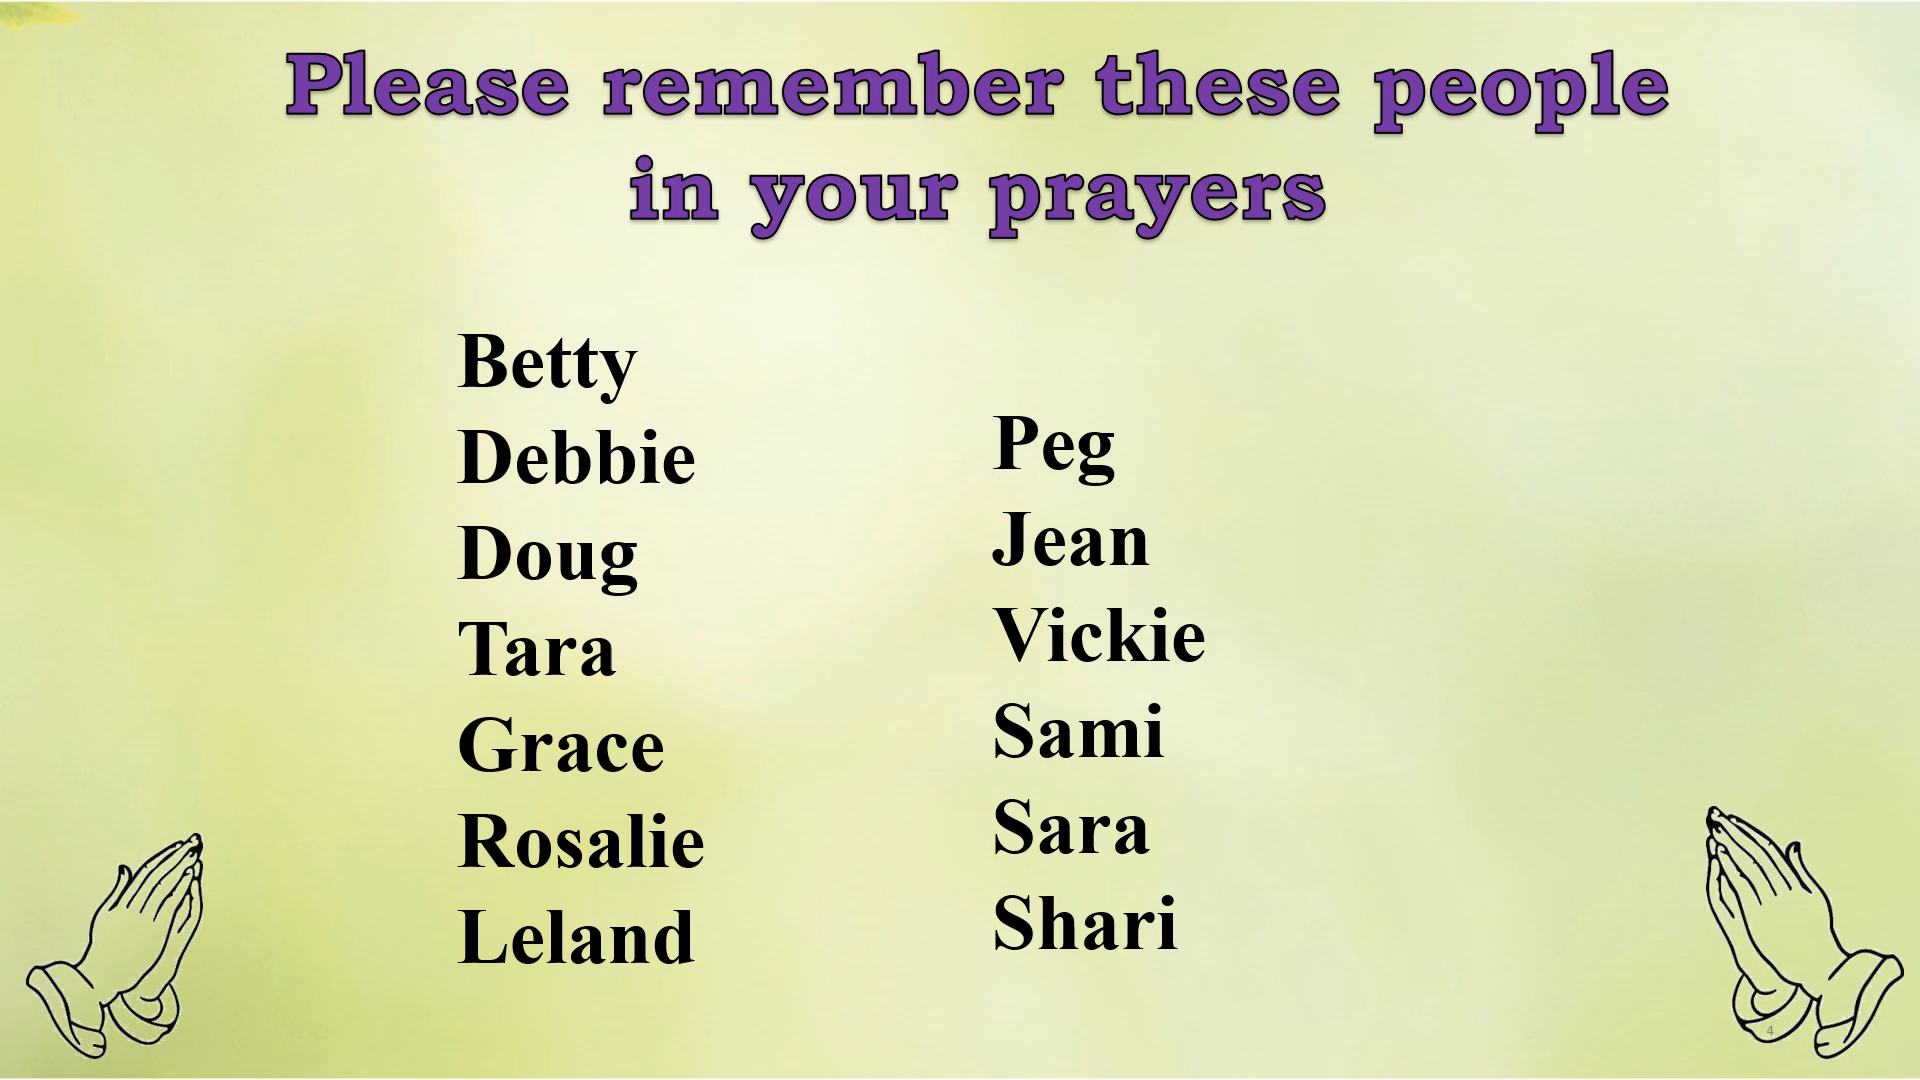 Please remember these people
in your prayers
Betty
Debbie
Doug
Tara
Grace
Rosalie
Leland
Peg
Jean
Vickie
Sami
Sara
Shari
4